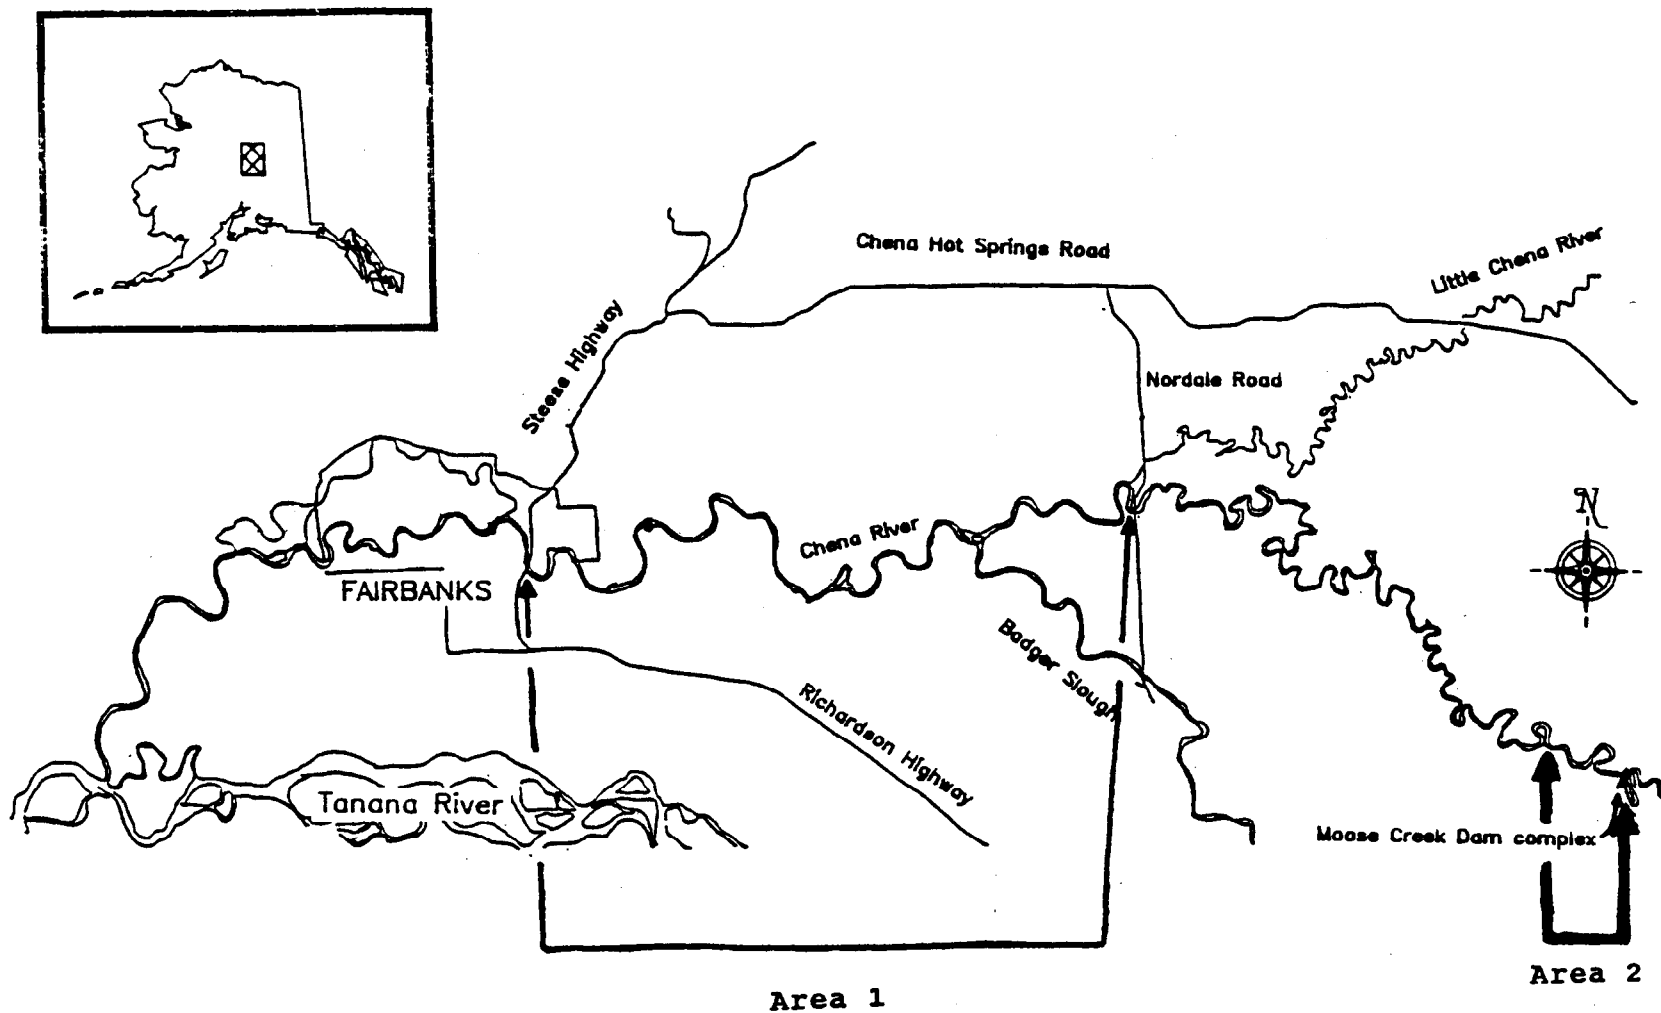 Chena Hot Springs Road
Little Chena River
Steese Highway
Nordale Road
N
Chena River
FAIRBANKS
Badger Slough
Richardson Highway
Tanana River
Moose Creek Dam complex
Area 2
Area 1